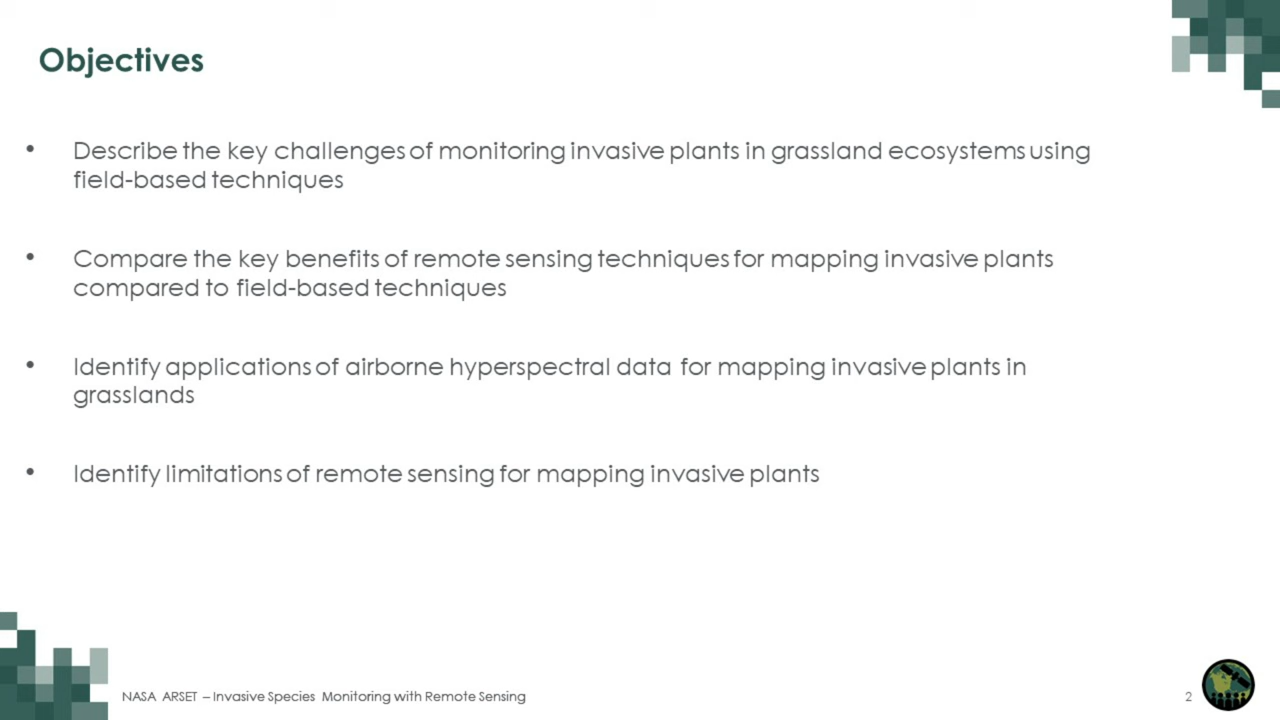 Objectives
• Describe the key challenges of monitoring invasive plants in grassland ecosystems using
field-based techniques
• Compare the key benefits of remote sensing techniques for mapping invasive plants
compared to field-based techniques
• Identify applications of airborne hyperspectral data for mapping invasive plants in
grasslands
• Identify limitations of remote sensing for mapping invasive plants
NASA ARSET – Invasive Species Monitoring with Remote Sensing
2